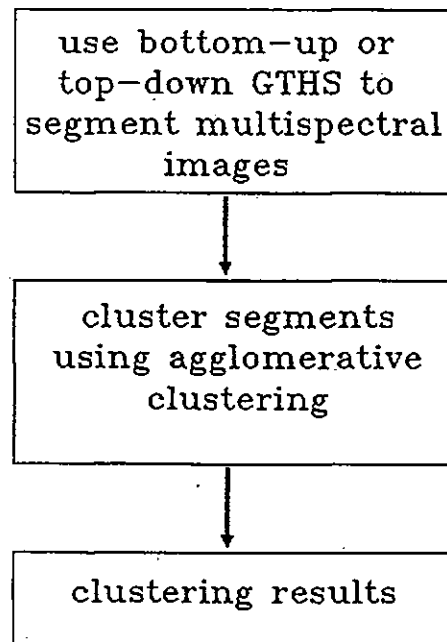 use bottom-up or
top-down GTHS to
segment multispectral
images
cluster segments
using agglomerative
clustering
clustering results